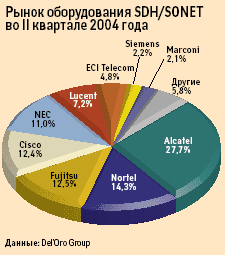 Рынок оборудования SDH/SONET
во II квартале 2004 года
Siemens
2,2%
Marconi
2,1%
ECI Telecom
4,8%
Другие
5,8%
Lucent
7,2%
NEC
11,0%
Alcatel
27,7%
Cisco
12,4%
Fujitsu
12,5%
Nortel
14,3%
Данные: Dell'Oro Group